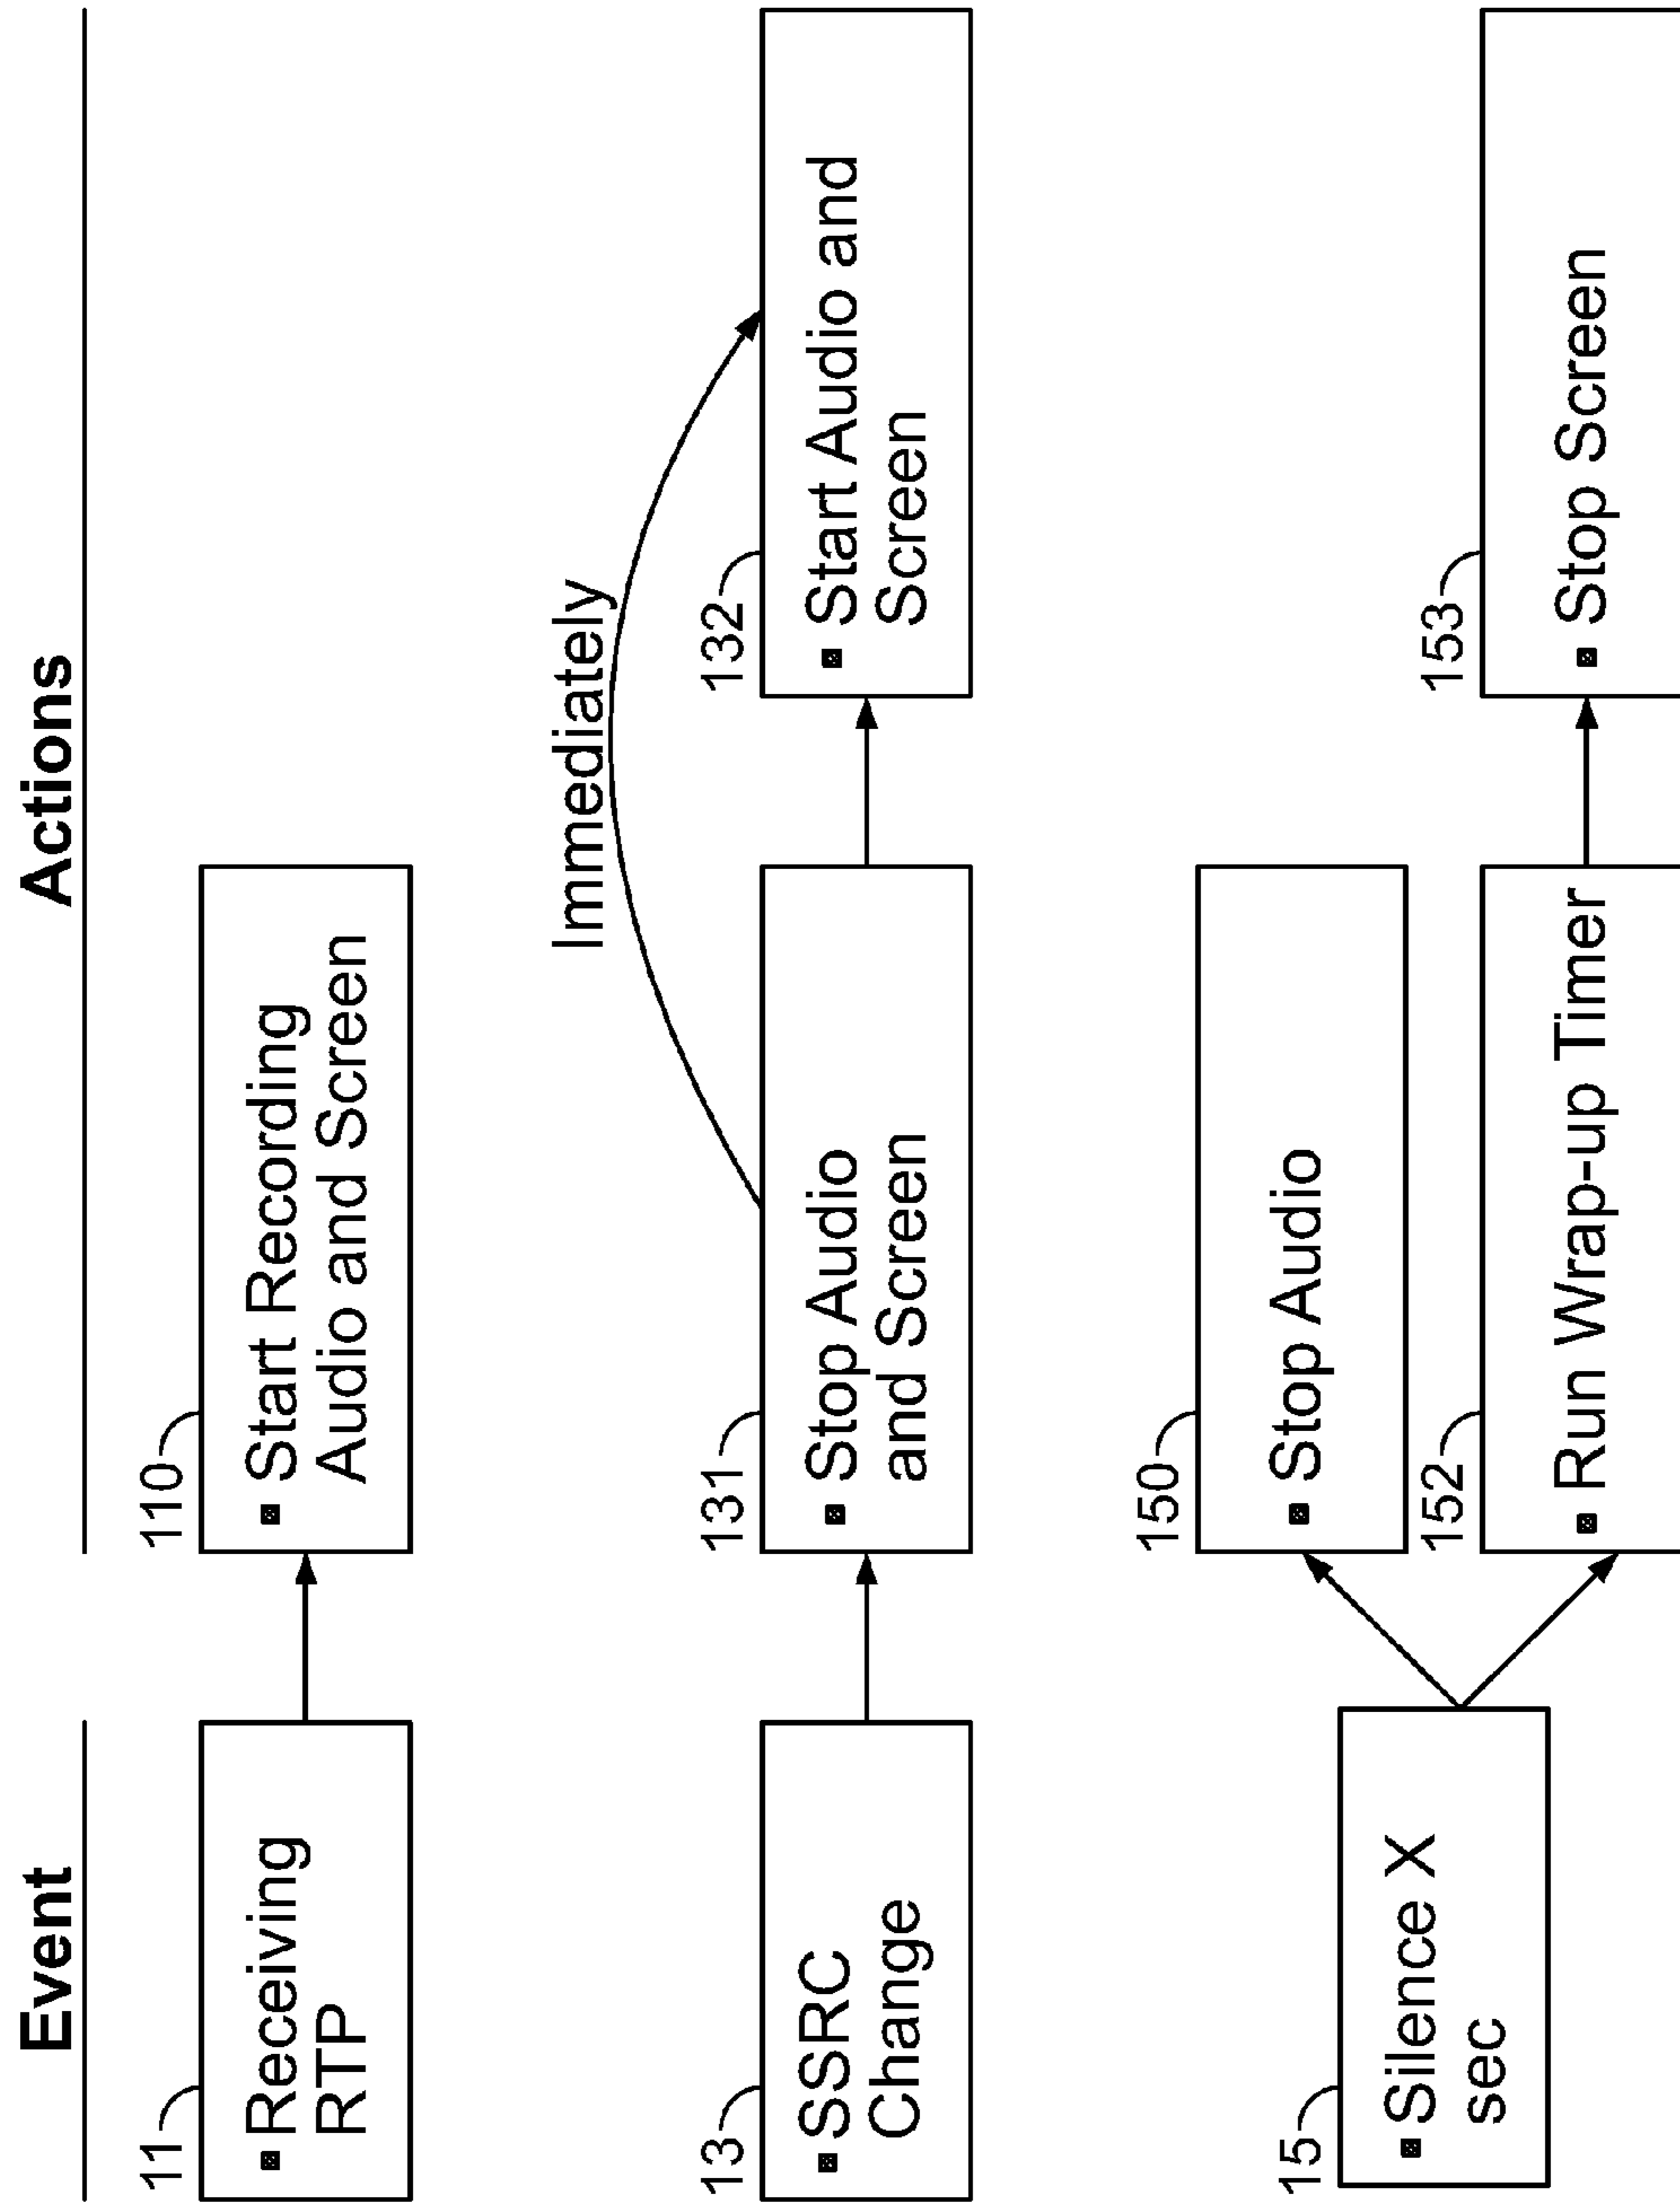 Event
Actions
11
▪ Receiving
RTP
110
▪ Start Recording
Audio and Screen
Immediately
13
▪ SSRC
Change
131
▪ Stop Audio
and Screen
132
▪ Start Audio and
Screen
15
▪ Silence X
sec
150
▪ Stop Audio
152
▪ Run Wrap-up Timer
153
▪ Stop Screen